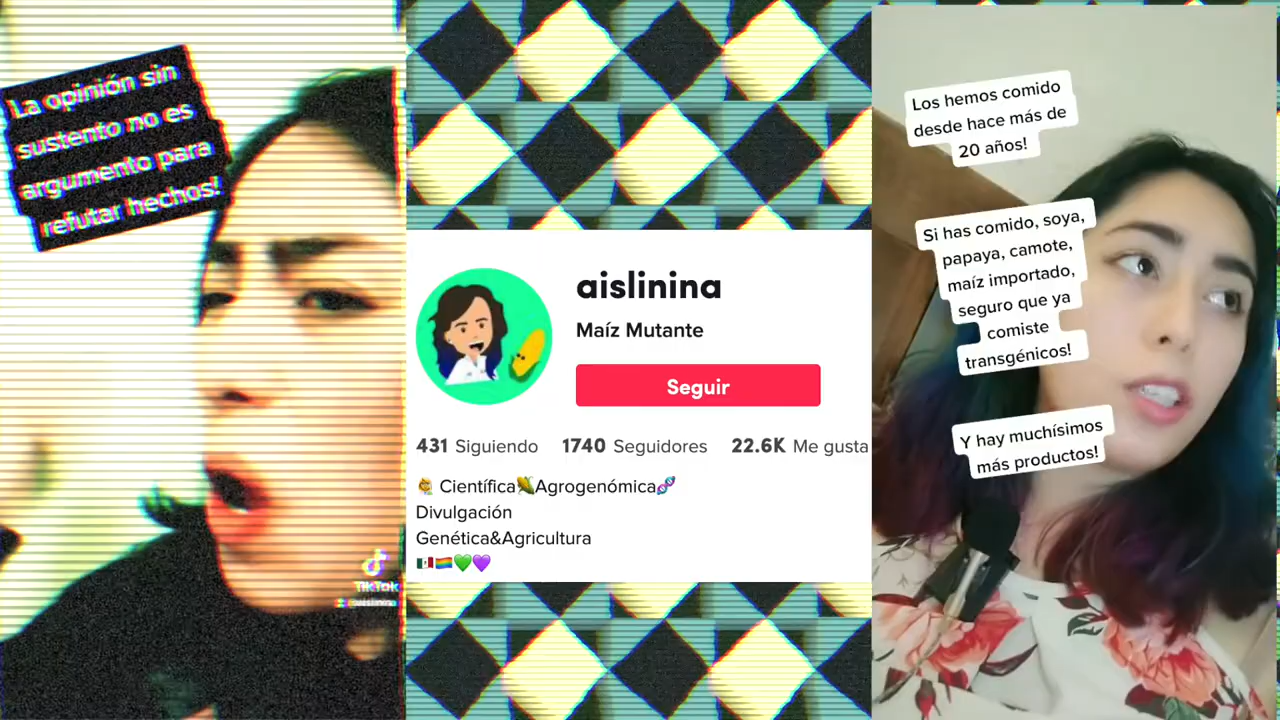 La opinión sin
sustento no es
argumento para
refutar hechos!
TikTok
aislinina
Maíz Mutante
Seguir
431 Siguiendo 1740 Seguidores 22.6K Me gusta
👩‍🔬 Científica🌽Agrogenómica🧬
Divulgación
Genética&Agricultura
🇲🇽🏳️‍🌈💚💜
Los hemos comido
desde hace más de
20 años!
Si has comido, soya,
papaya, camote,
maíz importado,
seguro que ya
comiste
transgénicos!
Y hay muchísimos
más productos!